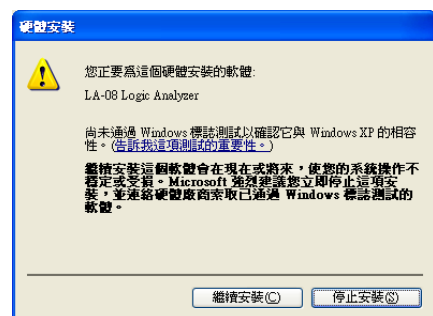 硬體安裝
您正要為這個硬體安裝的軟體:
LA-08 Logic Analyzer
尚未通過 Windows 標誌測試以確認它與 Windows XP 的相容
性。(告訴我這項測試的重要性。)
繼續安裝這個軟體會在現在或將來，使您的系統操作不
穩定或受損。Microsoft 強烈建議您立即停止這項安
裝，並連絡硬體廠商索取已通過 Windows 標誌測試的
軟體。
繼續安裝(C)
停止安裝(S)